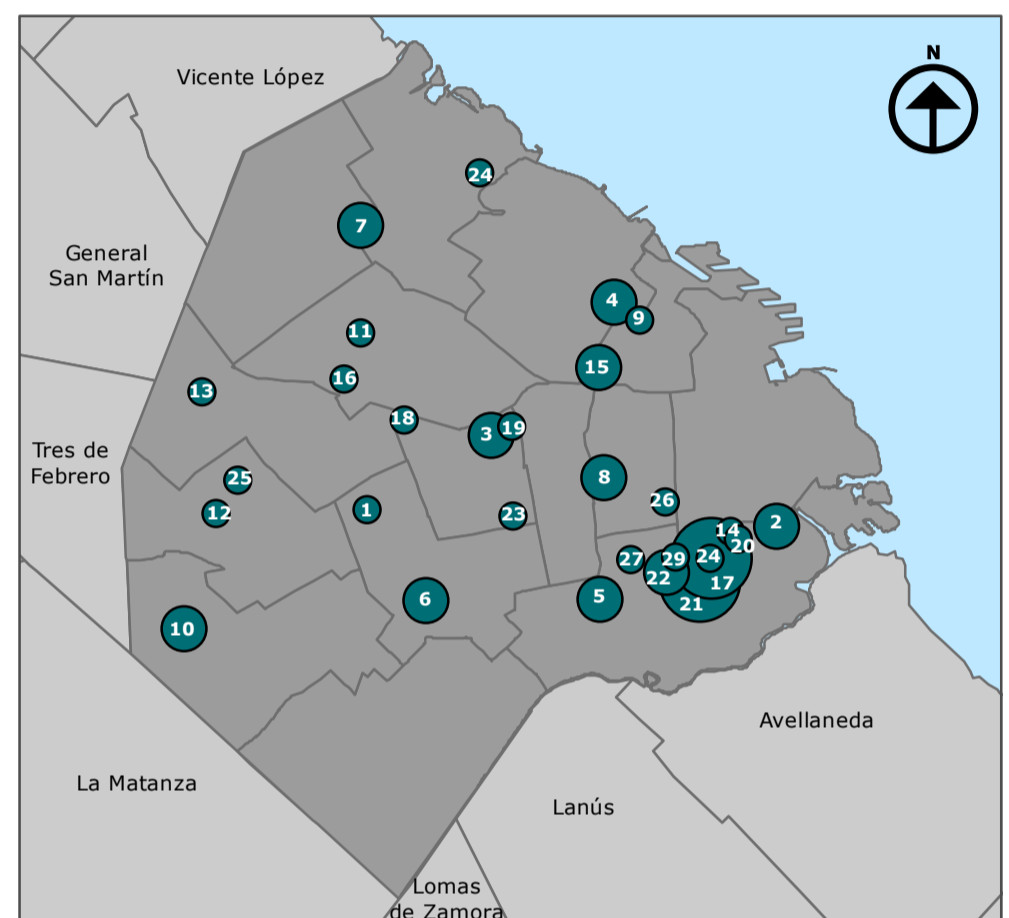 N
Vicente López
24
7
General
San Martín
4
9
11
15
16
13
18
19
3
Tres de
Febrero
25
8
26
12
1
23
2
14
20
27
29
24
22
17
5
6
21
10
Avellaneda
La Matanza
Lanús
Lomas
de Zamora